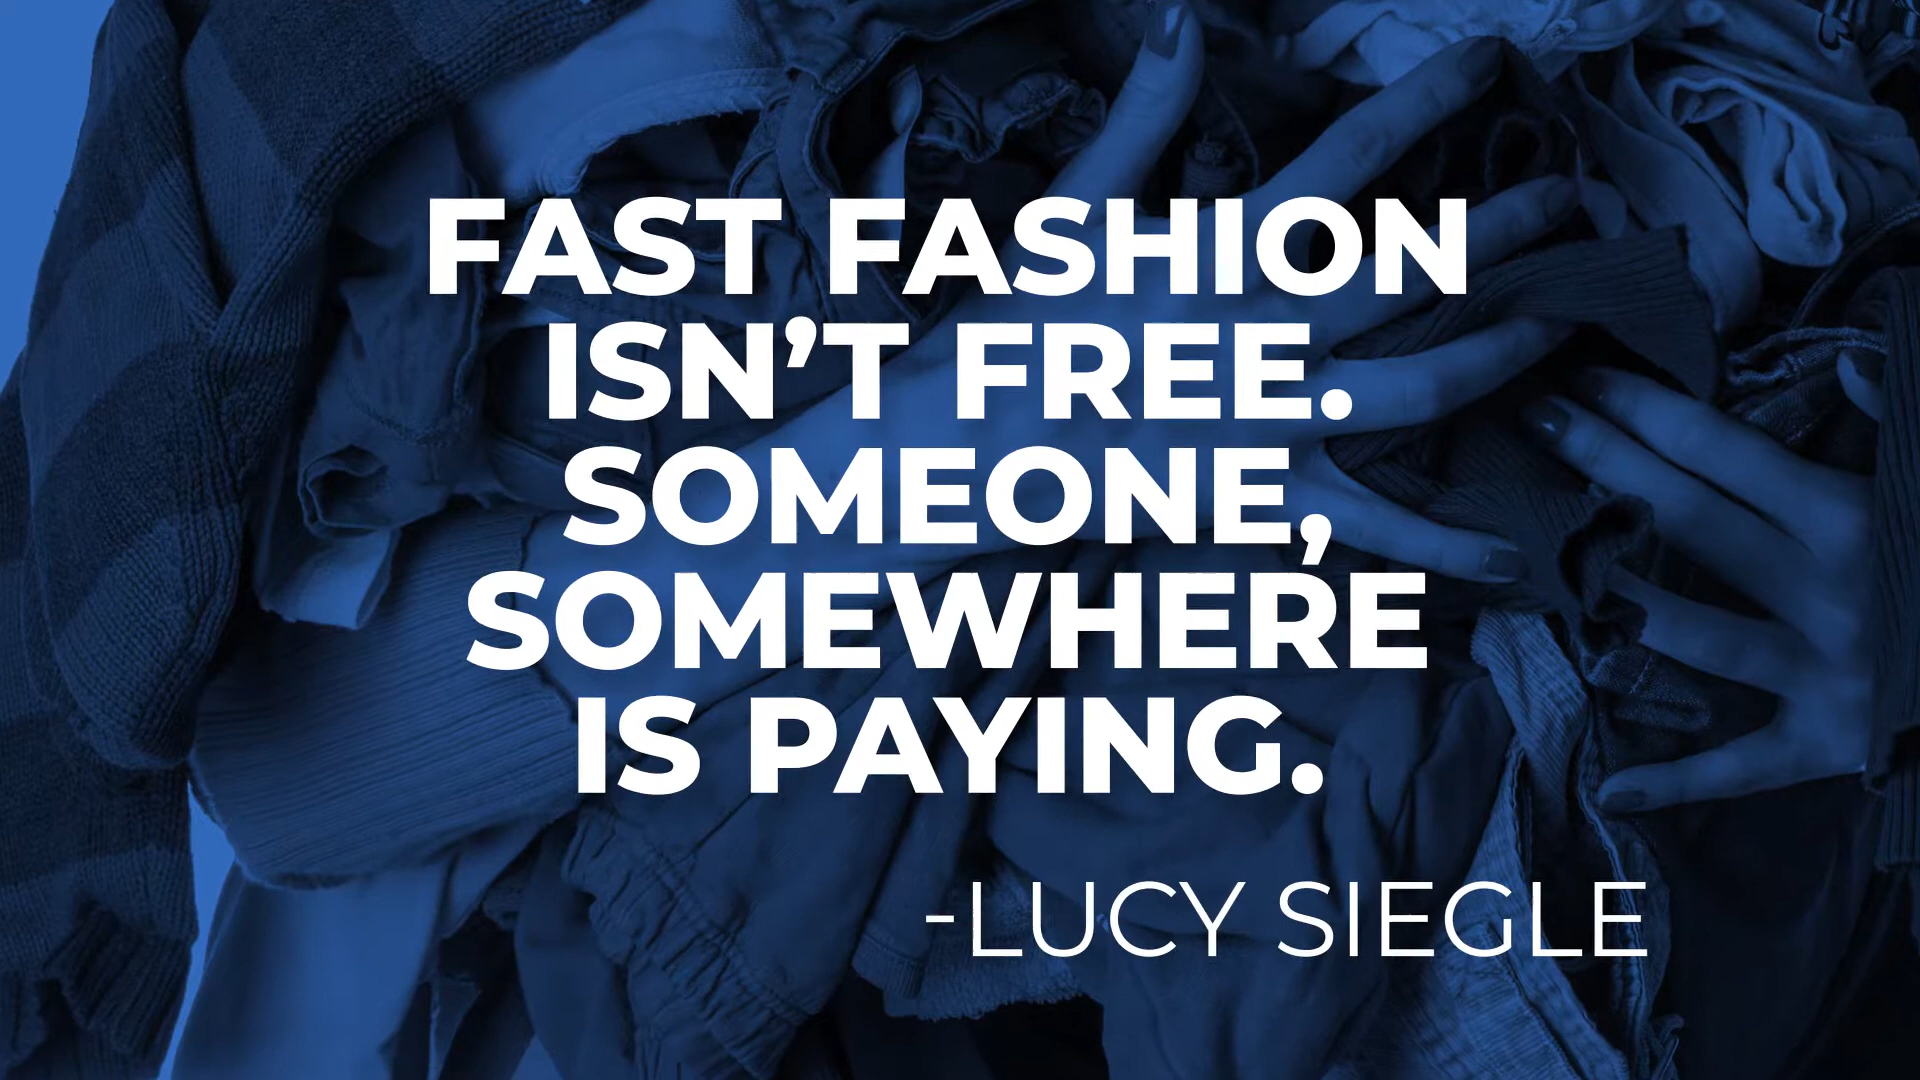 FAST FASHION
ISN’T FREE.
SOMEONE,
SOMEWHERE
IS PAYING.
-LUCY SIEGLE